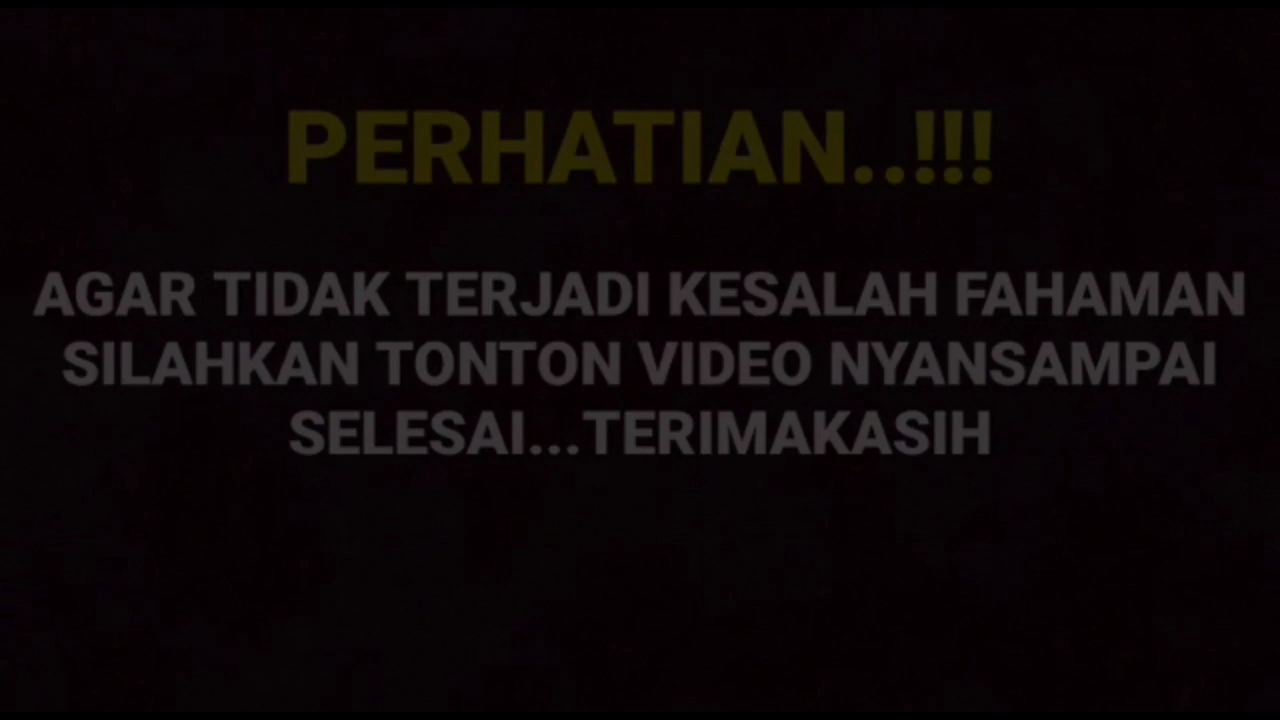 PERHATIAN..!!!
AGAR TIDAK TERJADI KESALAH FAHAMAN
SILAHKAN TONTON VIDEO NYANSAMPAI
SELESAI...TERIMAKASIH